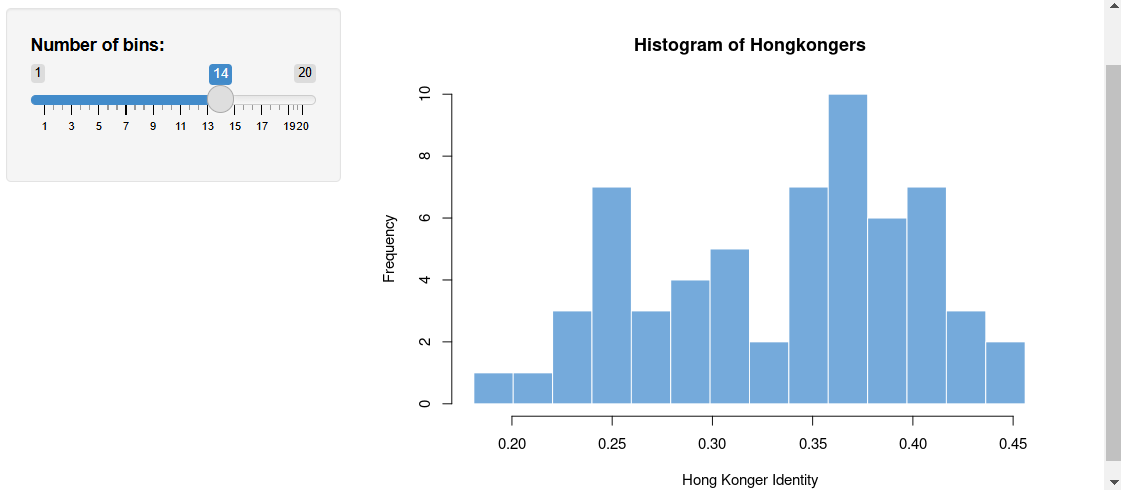 Number of bins:
1 14 20
1 3 5 7 9 11 13 15 17 19 20
Histogram of Hongkongers
Frequency
10
8
6
4
2
0
0.20 0.25 0.30 0.35 0.40 0.45
Hong Konger Identity